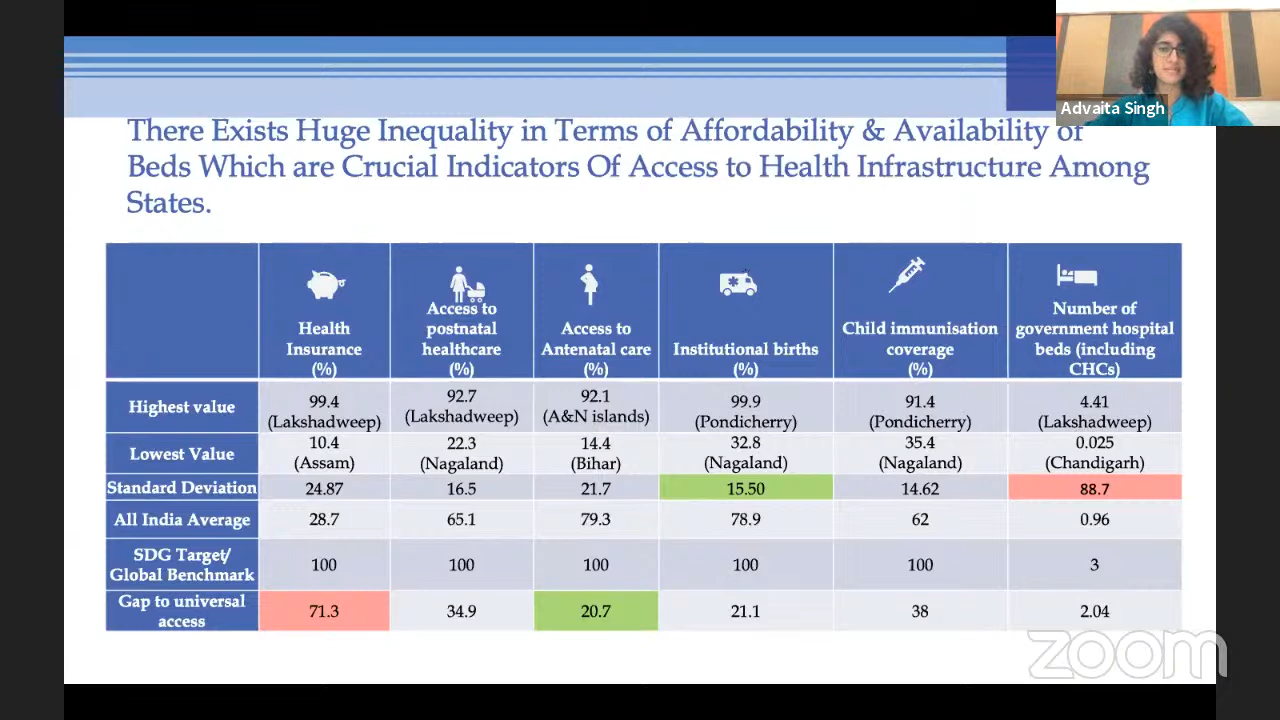 Advaita Singh
There Exists Huge Inequality in Terms of Affordability & Availability of
Beds Which are Crucial Indicators Of Access to Health Infrastructure Among
States.
Health
Insurance
(%)
Access to
postnatal
healthcare
(%)
Access to
Antenatal care
(%)
Institutional births
(%)
Child immunisation
coverage
(%)
Number of
government hospital
beds (including
CHCs)
Highest value
99.4
(Lakshadweep)
92.7
(Lakshadweep)
92.1
(A&N islands)
99.9
(Pondicherry)
91.4
(Pondicherry)
4.41
(Lakshadweep)
Lowest Value
10.4
(Assam)
22.3
(Nagaland)
14.4
(Bihar)
32.8
(Nagaland)
35.4
(Nagaland)
0.025
(Chandigarh)
Standard Deviation
24.87
16.5
21.7
15.50
14.62
88.7
All India Average
28.7
65.1
79.3
78.9
62
0.96
SDG Target/
Global Benchmark
100
100
100
100
100
3
Gap to universal
access
71.3
34.9
20.7
21.1
38
2.04
zoom